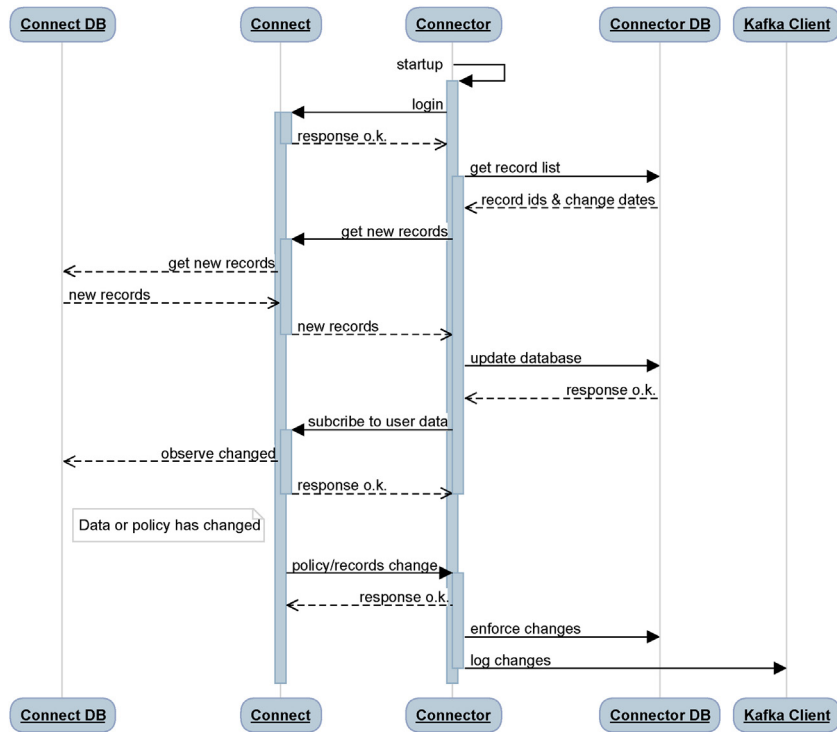 Connect DB Connect Connector Connector DB Kafka Client
startup
login
response o.k.
get record list
record ids & change dates
get new records
get new records
new records
new records
update database
response o.k.
subcribe to user data
observe changed
response o.k.
Data or policy has changed
policy/records change
response o.k.
enforce changes
log changes
Connect DB Connect Connector Connector DB Kafka Client